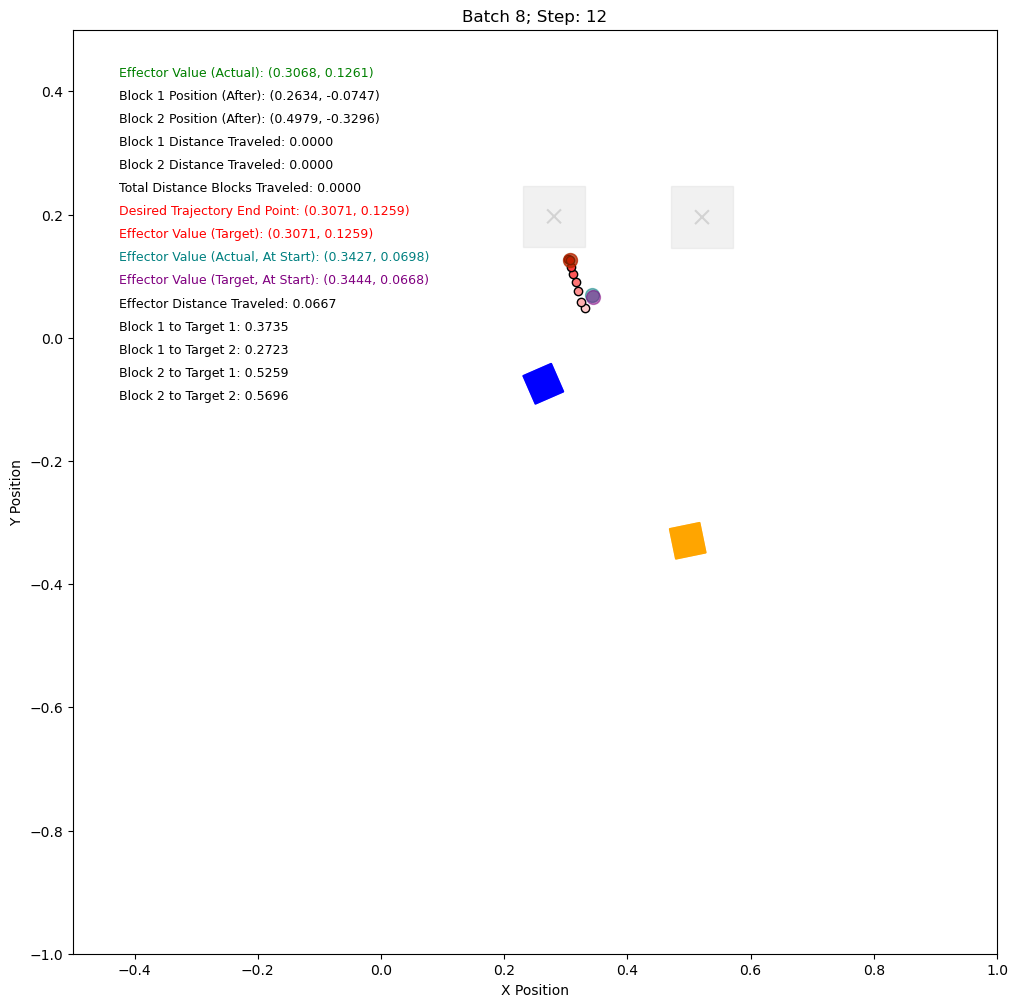 Batch 8; Step: 12
Effector Value (Actual): (0.3068, 0.1261)
Block 1 Position (After): (0.2634, -0.0747)
Block 2 Position (After): (0.4979, -0.3296)
Block 1 Distance Traveled: 0.0000
Block 2 Distance Traveled: 0.0000
Total Distance Blocks Traveled: 0.0000
Desired Trajectory End Point: (0.3071, 0.1259)
Effector Value (Target): (0.3071, 0.1259)
Effector Value (Actual, At Start): (0.3427, 0.0698)
Effector Value (Target, At Start): (0.3444, 0.0668)
Effector Distance Traveled: 0.0667
Block 1 to Target 1: 0.3735
Block 1 to Target 2: 0.2723
Block 2 to Target 1: 0.5259
Block 2 to Target 2: 0.5696
Y Position
0.4
0.2
0.0
−0.2
−0.4
−0.6
−0.8
−1.0
−0.4
−0.2
0.0
0.2
0.4
0.6
0.8
1.0
X Position